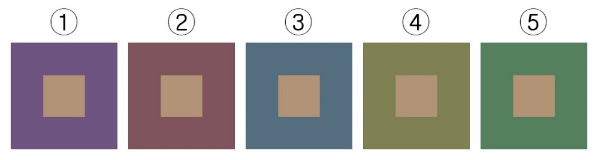 ① ② ③ ④ ⑤